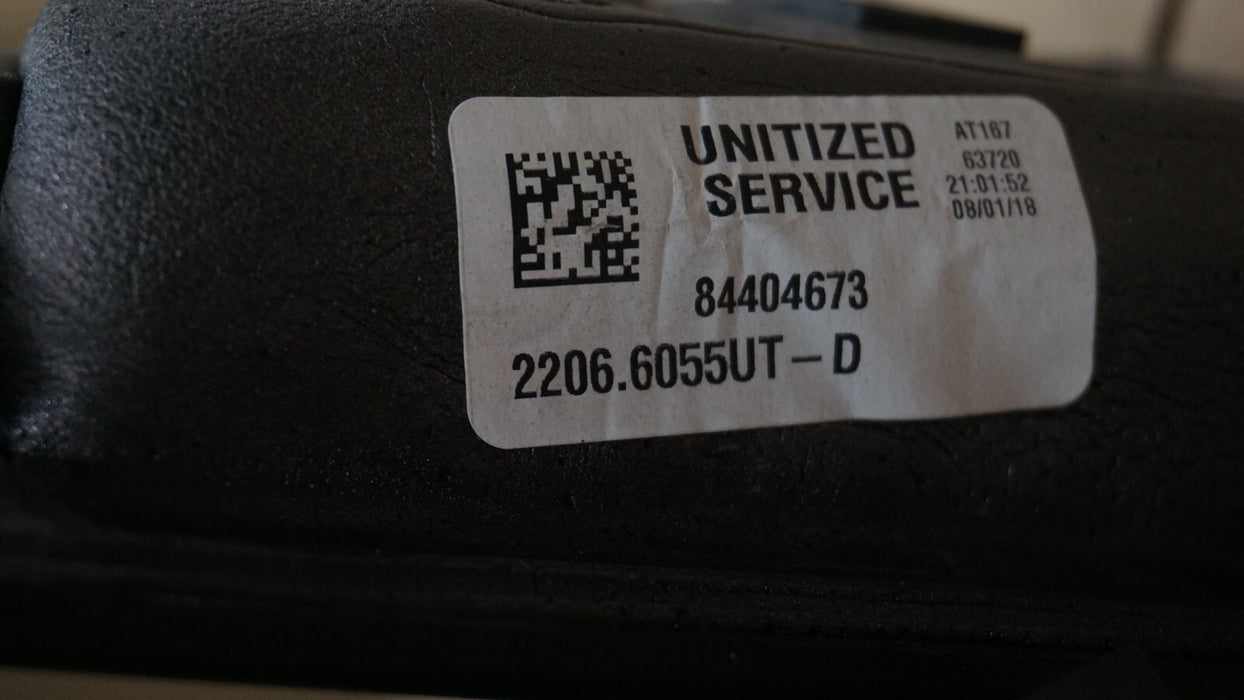 UNITIZED
SERVICE
AT167
63720
21:01:52
08/01/18
84404673
2206.6055UT-D